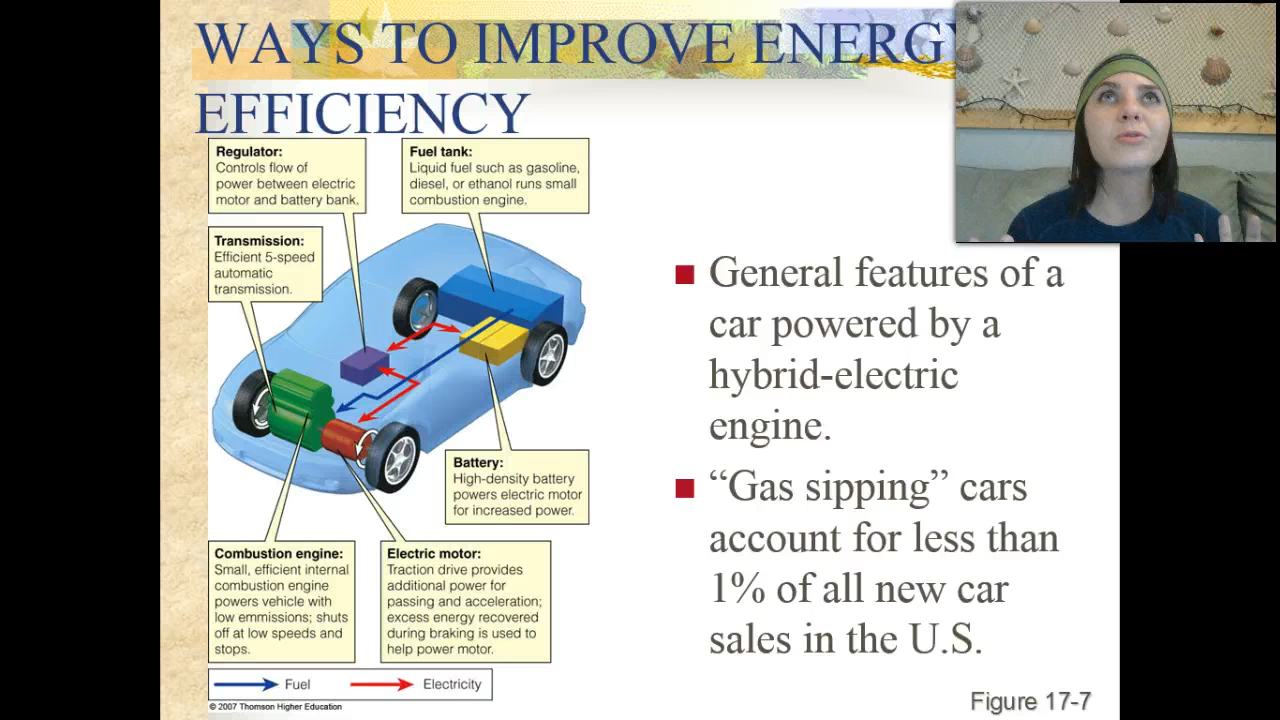 WAYS TO IMPROVE ENERGY
EFFICIENCY
Regulator:
Controls flow of
power between electric
motor and battery bank.
Fuel tank:
Liquid fuel such as gasoline,
diesel, or ethanol runs small
combustion engine.
Transmission:
Efficient 5-speed
automatic
transmission.
Battery:
High-density battery
powers electric motor
for increased power.
Combustion engine:
Small, efficient internal
combustion engine
powers vehicle with
low emmissions; shuts
off at low speeds and
stops.
Electric motor:
Traction drive provides
additional power for
passing and acceleration;
excess energy recovered
during braking is used to
help power motor.
Fuel
Electricity
© 2007 Thomson Higher Education
■ General features of a
car powered by a
hybrid-electric
engine.
■ “Gas sipping” cars
account for less than
1% of all new car
sales in the U.S.
Figure 17-7